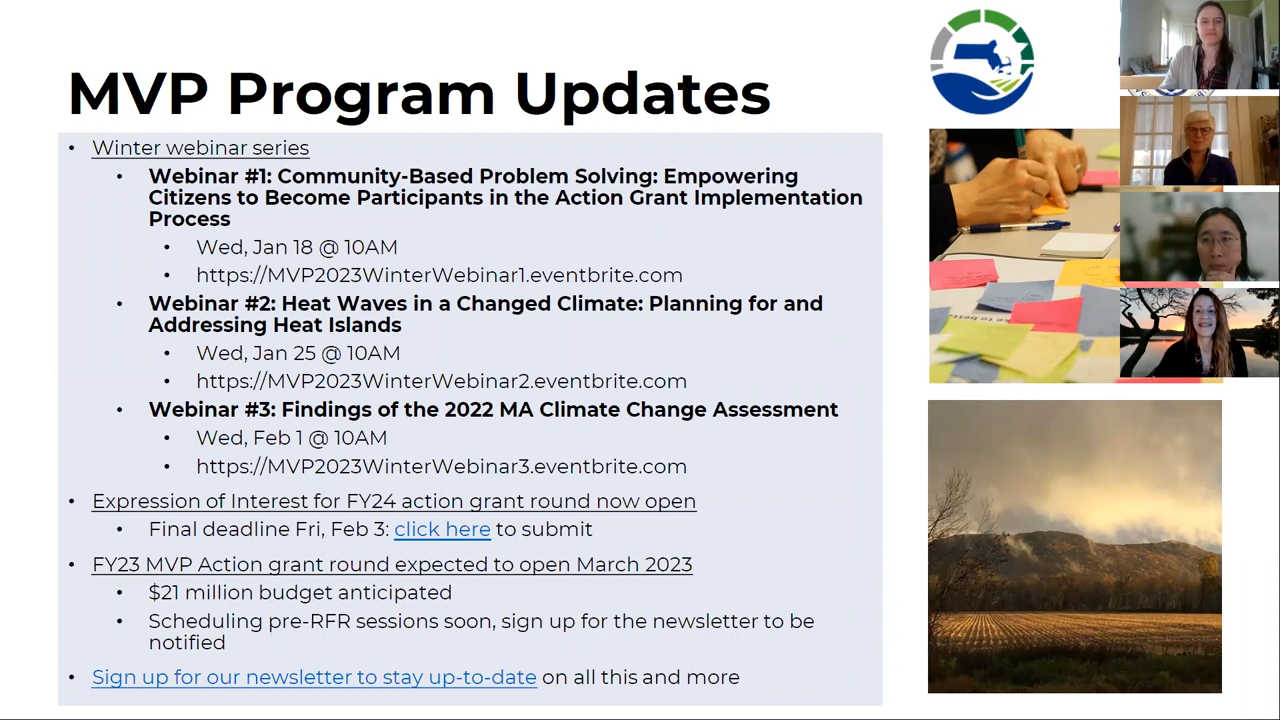 MVP Program Updates
• Winter webinar series
• Webinar #1: Community-Based Problem Solving: Empowering
Citizens to Become Participants in the Action Grant Implementation
Process
• Wed, Jan 18 @ 10AM
• https://MVP2023WinterWebinar1.eventbrite.com
• Webinar #2: Heat Waves in a Changed Climate: Planning for and
Addressing Heat Islands
• Wed, Jan 25 @ 10AM
• https://MVP2023WinterWebinar2.eventbrite.com
• Webinar #3: Findings of the 2022 MA Climate Change Assessment
• Wed, Feb 1 @ 10AM
• https://MVP2023WinterWebinar3.eventbrite.com
• Expression of Interest for FY24 action grant round now open
• Final deadline Fri, Feb 3: click here to submit
• FY23 MVP Action grant round expected to open March 2023
• $21 million budget anticipated
• Scheduling pre-RFR sessions soon, sign up for the newsletter to be
notified
• Sign up for our newsletter to stay up-to-date on all this and more